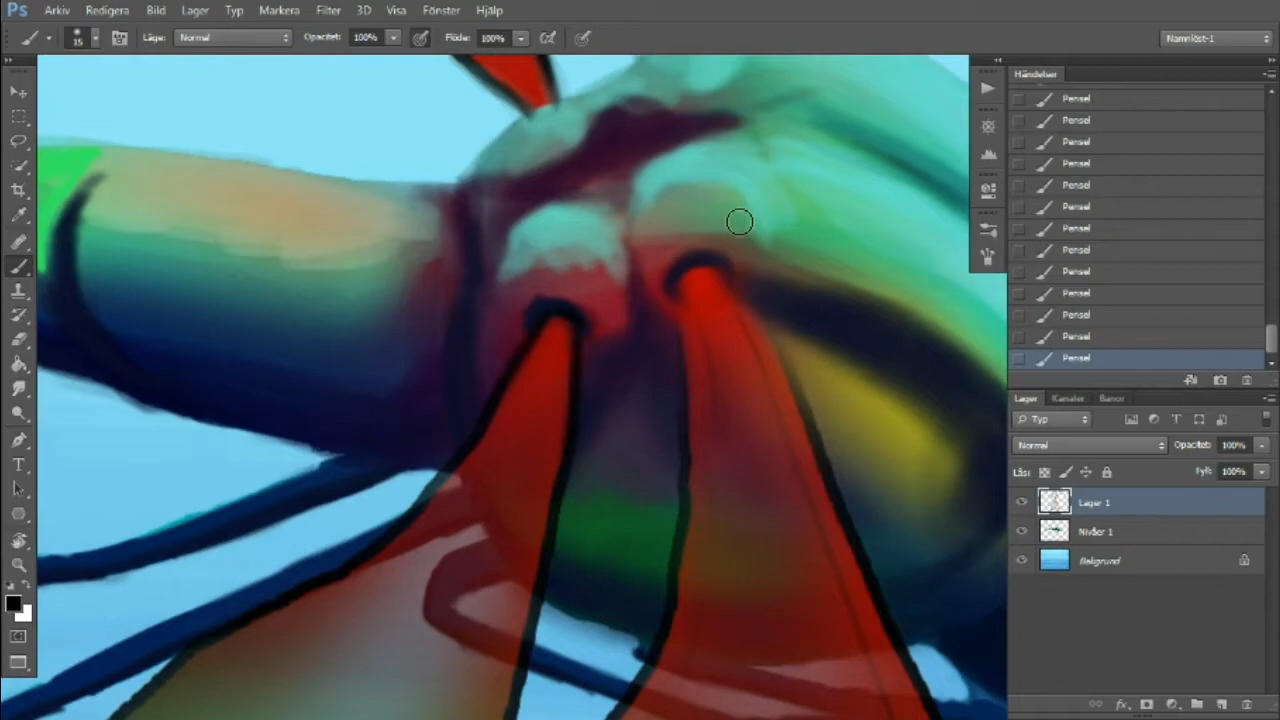 Ps Arkiv Redigera Bild Lager Typ Markera Filter 3D Visa Fönster Hjälp
15 Läge: Normal Opacitet: 100% Flöde: 100% Namnlöst-1
Händelser
Pensel
Pensel
Pensel
Pensel
Pensel
Pensel
Pensel
Pensel
Pensel
Pensel
Pensel
Pensel
Pensel
Lager Kanaler Banor
Typ
Normal Opacitet: 100%
Lås: Fyll: 100%
Lager 1
Nivåer 1
Bakgrund
fx